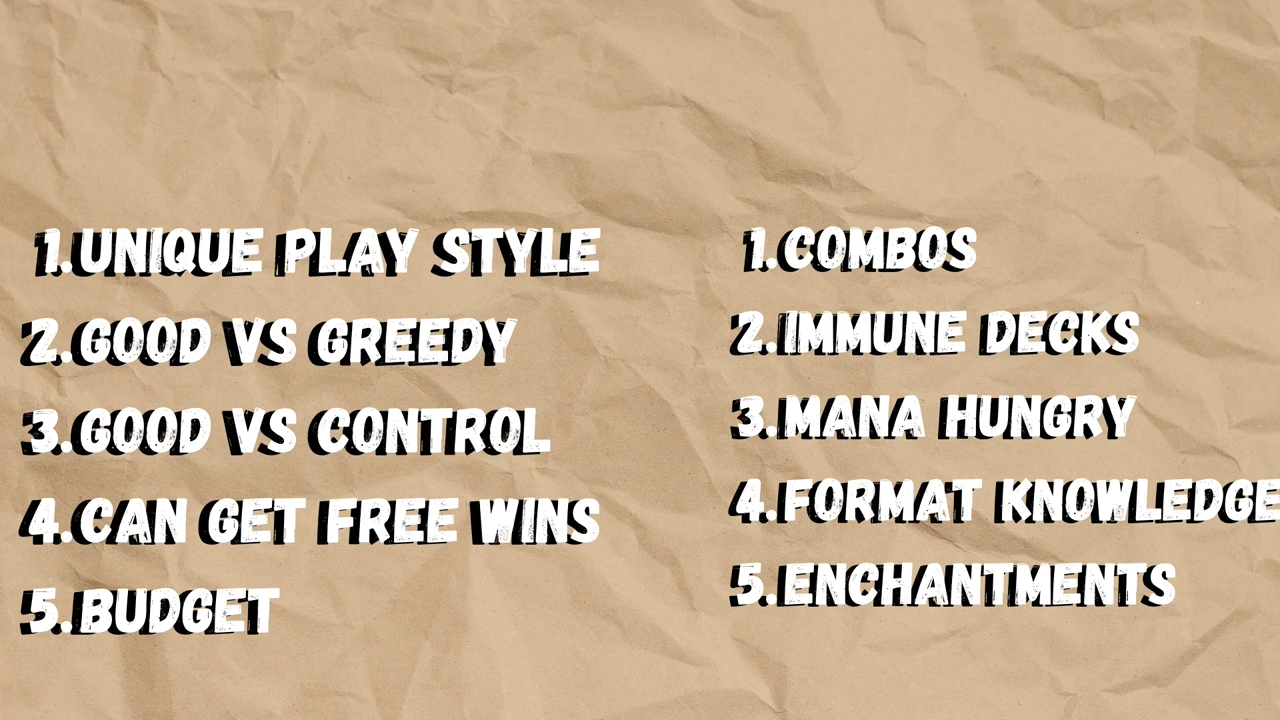 1.UNIQUE PLAY STYLE
2.GOOD VS GREEDY
3.GOOD VS CONTROL
4.CAN GET FREE WINS
5.BUDGET
1.COMBOS
2.IMMUNE DECKS
3.MANA HUNGRY
4.FORMAT KNOWLEDGE
5.ENCHANTMENTS